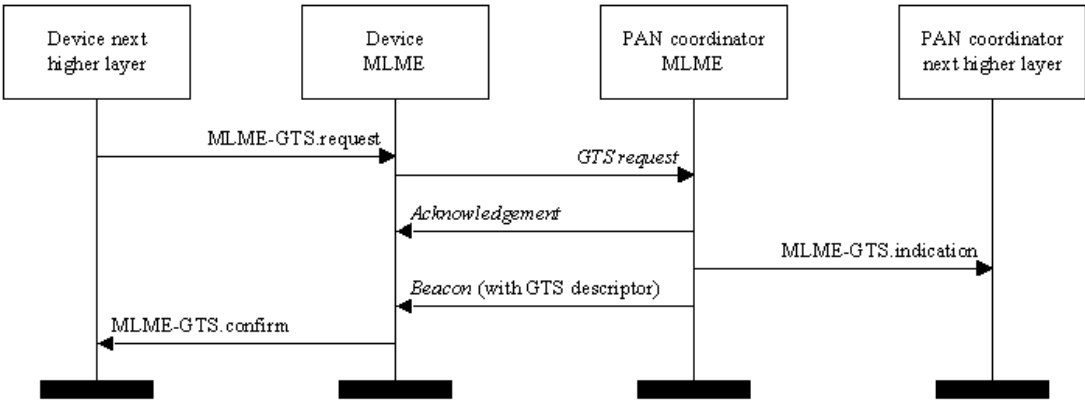 Device next
higher layer
Device
MLME
PAN coordinator
MLME
PAN coordinator
next higher layer
MLME-GTS.request
GTS request
Acknowledgement
MLME-GTS.indication
Beacon (with GTS descriptor)
MLME-GTS.confirm